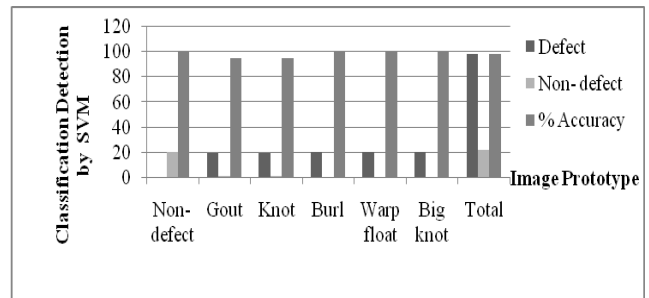 Classification Detection
by SVM
120
100
80
60
40
20
0
Non-
defect
Gout
Knot
Burl
Warp
float
Big
knot
Total
Image Prototype
Defect
Non- defect
% Accuracy